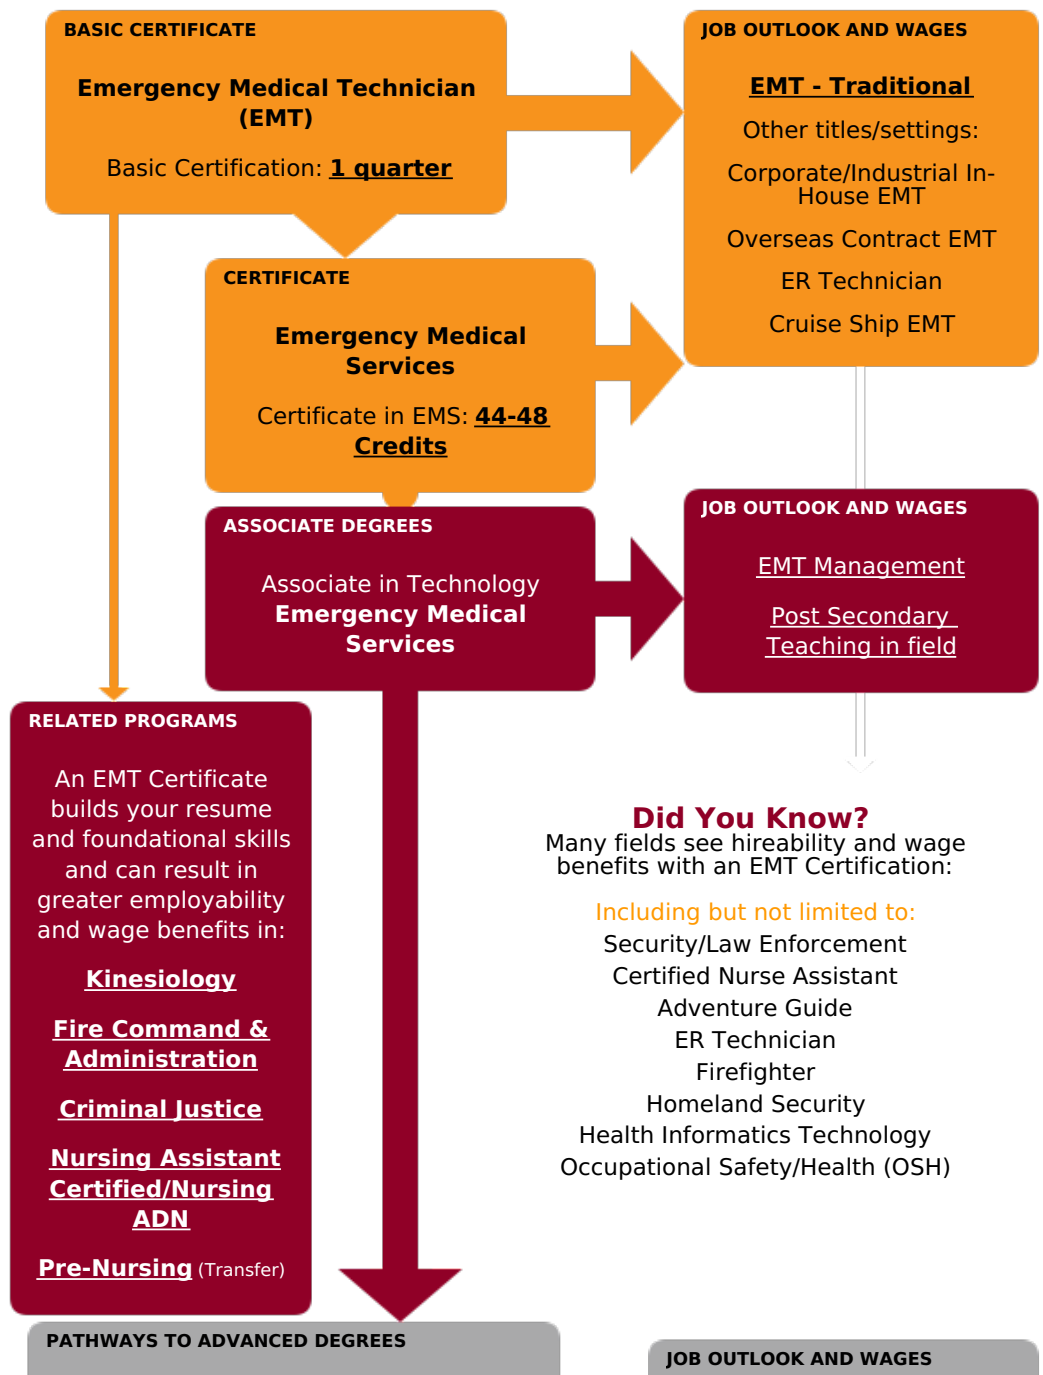 BASIC CERTIFICATE
Emergency Medical Technician
(EMT)
Basic Certification: 1 quarter
JOB OUTLOOK AND WAGES
EMT - Traditional
Other titles/settings:
Corporate/Industrial In-
House EMT
Overseas Contract EMT
ER Technician
Cruise Ship EMT
CERTIFICATE
Emergency Medical
Services
Certificate in EMS: 44-48
Credits
ASSOCIATE DEGREES
Associate in Technology
Emergency Medical
Services
JOB OUTLOOK AND WAGES
EMT Management
Post Secondary
Teaching in field
RELATED PROGRAMS
An EMT Certificate
builds your resume
and foundational skills
and can result in
greater employability
and wage benefits in:
Kinesiology
Fire Command &
Administration
Criminal Justice
Nursing Assistant
Certified/Nursing
ADN
Pre-Nursing (Transfer)
Did You Know?
Many fields see hireability and wage
benefits with an EMT Certification:
Including but not limited to:
Security/Law Enforcement
Certified Nurse Assistant
Adventure Guide
ER Technician
Firefighter
Homeland Security
Health Informatics Technology
Occupational Safety/Health (OSH)
PATHWAYS TO ADVANCED DEGREES
JOB OUTLOOK AND WAGES